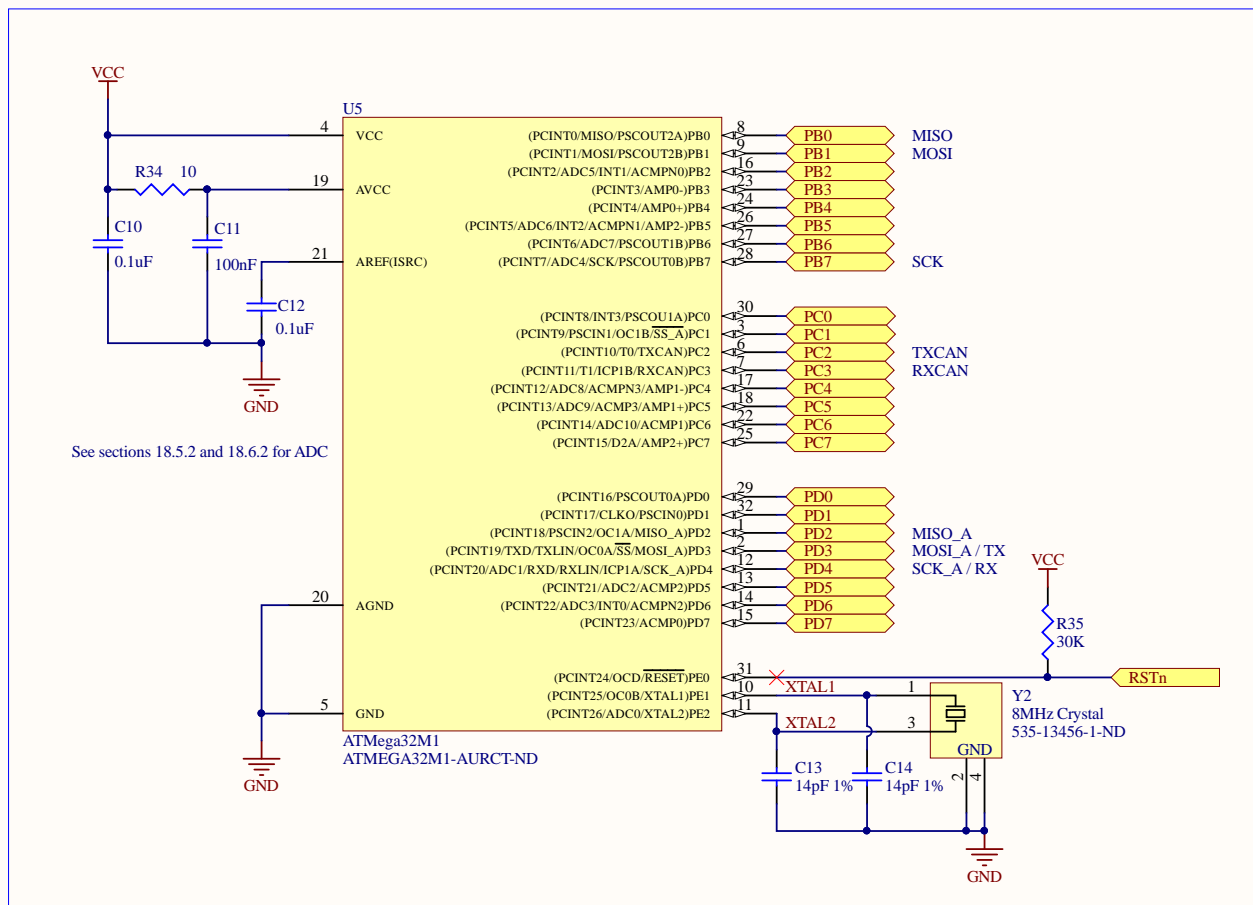 VCC
U5
4 VCC
R34 10
19 AVCC
C10
0.1uF
C11
100nF
21 AREF(ISRC)
C12
0.1uF
GND
See sections 18.5.2 and 18.6.2 for ADC
20 AGND
5 GND
GND
(PCINT0/MISO/PSCOUT2A)PB0 8 PB0 MISO
(PCINT1/MOSI/PSCOUT2B)PB1 9 PB1 MOSI
(PCINT2/ADC5/INT1/ACMPN0)PB2 16 PB2
(PCINT3/AMP0-)PB3 23 PB3
(PCINT4/AMP0+)PB4 24 PB4
(PCINT5/ADC6/INT2/ACMPN1/AMP2-)PB5 26 PB5
(PCINT6/ADC7/PSCOUT1B)PB6 27 PB6
(PCINT7/ADC4/SCK/PSCOUT0B)PB7 28 PB7 SCK
(PCINT8/INT3/PSCOU1A)PC0 30 PC0
(PCINT9/PSCIN1/OC1B/SS_A)PC1 3 PC1
(PCINT10/T0/TXCAN)PC2 6 PC2 TXCAN
(PCINT11/T1/ICP1B/RXCAN)PC3 7 PC3 RXCAN
(PCINT12/ADC8/ACMPN3/AMP1-)PC4 17 PC4
(PCINT13/ADC9/ACMP3/AMP1+)PC5 18 PC5
(PCINT14/ADC10/ACMP1)PC6 22 PC6
(PCINT15/D2A/AMP2+)PC7 25 PC7
(PCINT16/PSCOUT0A)PD0 29 PD0
(PCINT17/CLKO/PSCIN0)PD1 32 PD1
(PCINT18/PSCIN2/OC1A/MISO_A)PD2 1 PD2 MISO_A
(PCINT19/TXD/TXLIN/OC0A/SS/MOSI_A)PD3 2 PD3 MOSI_A / TX
(PCINT20/ADC1/RXD/RXLIN/ICP1A/SCK_A)PD4 12 PD4 SCK_A / RX
(PCINT21/ADC2/ACMP2)PD5 13 PD5
(PCINT22/ADC3/INT0/ACMPN2)PD6 14 PD6
(PCINT23/ACMP0)PD7 15 PD7
VCC
R35
30K
(PCINT24/OCD/RESET)PE0 31 RSTn
(PCINT25/OC0B/XTAL1)PE1 10 XTAL1 1
(PCINT26/ADC0/XTAL2)PE2 11 XTAL2 3
Y2
8MHz Crystal
535-13456-1-ND
GND
2 4
ATMega32M1
ATMEGA32M1-AURCT-ND
C13
14pF 1%
C14
14pF 1%
GND